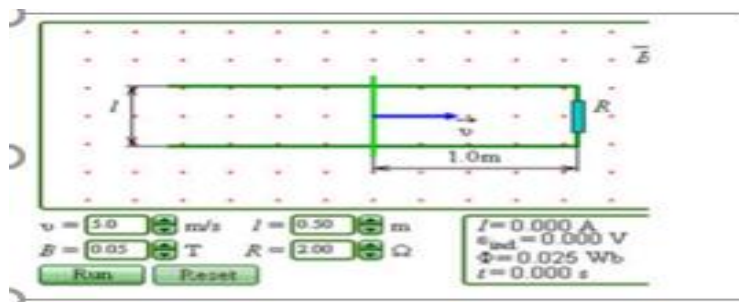 B
l
R
υ
1.0m
υ = 5.0 m/s l = 0.50 m
B = 0.05 T R = 2.00 Ω
Run Reset
I = 0.000 A
ε ind = 0.000 V
Φ = 0.025 Wb
t = 0.000 s